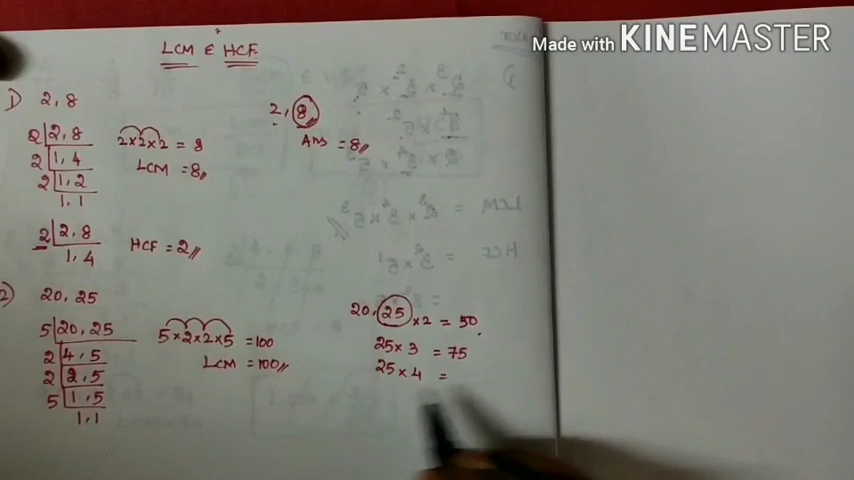 LCM & HCF
Made with KINEMASTER
1) 2, 8
2 | 2, 8
2 | 1, 4
2 | 1, 2
1, 1
2×2×2 = 8
LCM = 8
2, 8
Ans = 8
2 | 2, 8
1, 4
HCF = 2
2) 20, 25
5 | 20, 25
2 | 4, 5
2 | 2, 5
5 | 1, 5
1, 1
5×2×2×5 = 100
LCM = 100
20, 25 ×2 = 50
25×3 = 75
25×4 =